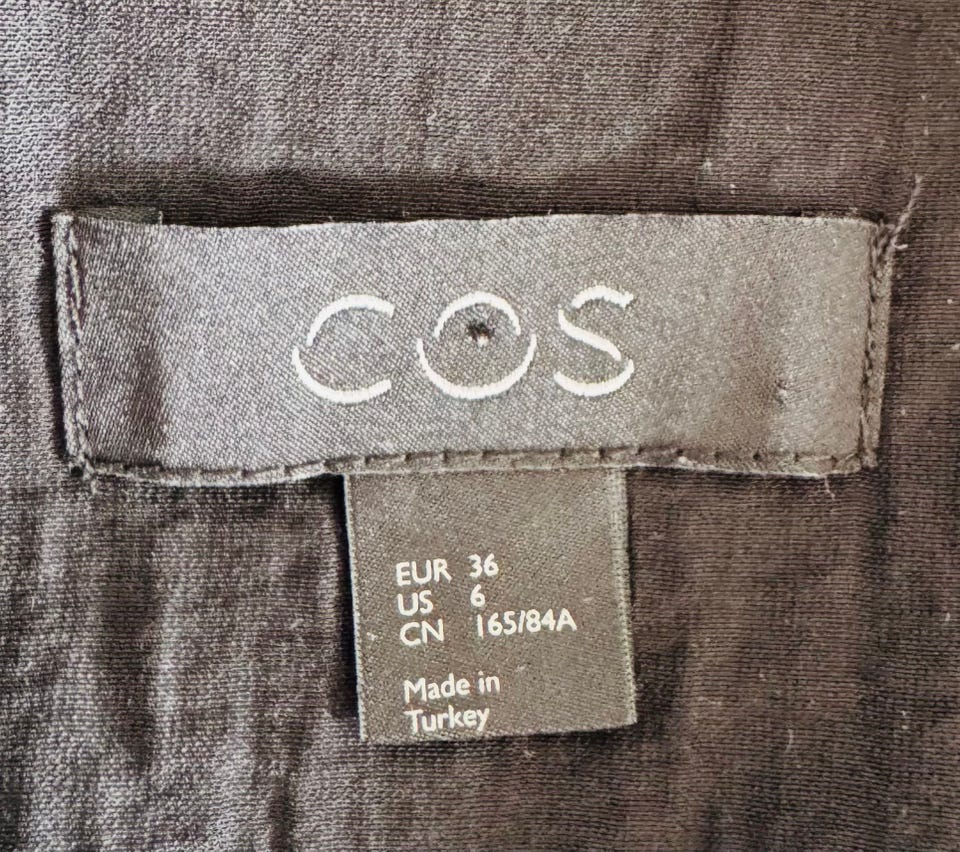 COS
EUR 36
US 6
CN 165/84A
Made in
Turkey